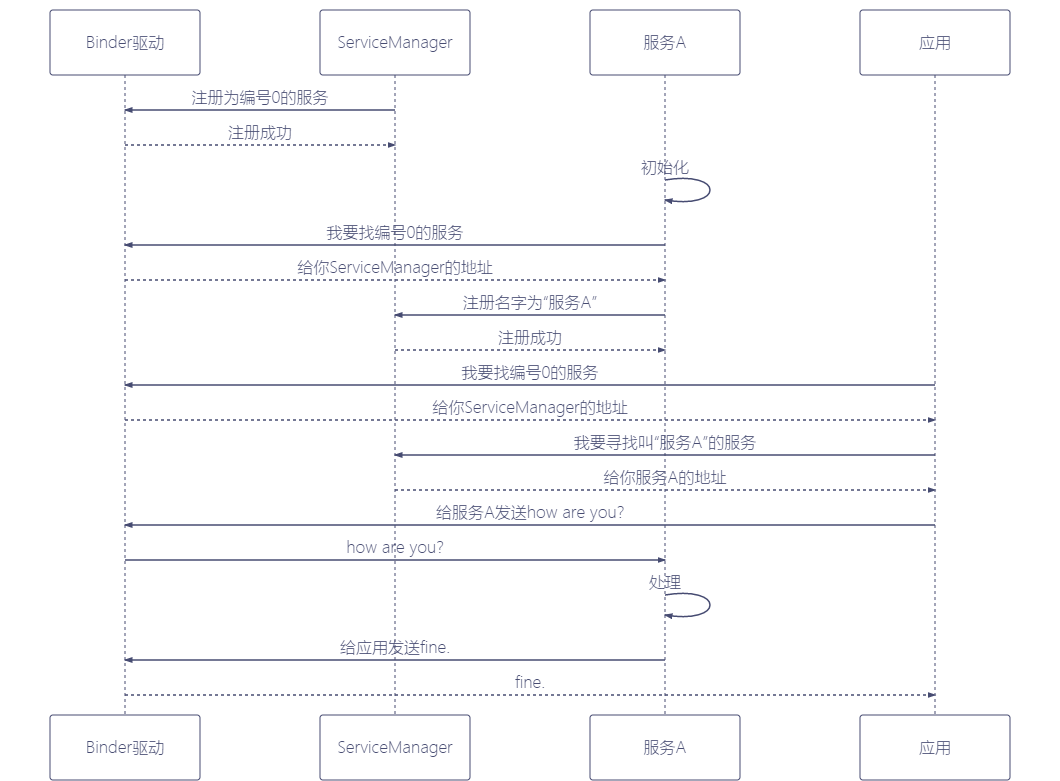 Binder驱动
ServiceManager
服务A
应用
注册为编号0的服务
注册成功
初始化
我要找编号0的服务
给你ServiceManager的地址
注册名字为“服务A”
注册成功
我要找编号0的服务
给你ServiceManager的地址
我要寻找叫“服务A”的服务
给你服务A的地址
给服务A发送how are you?
how are you?
处理
给应用发送fine.
fine.
Binder驱动
ServiceManager
服务A
应用